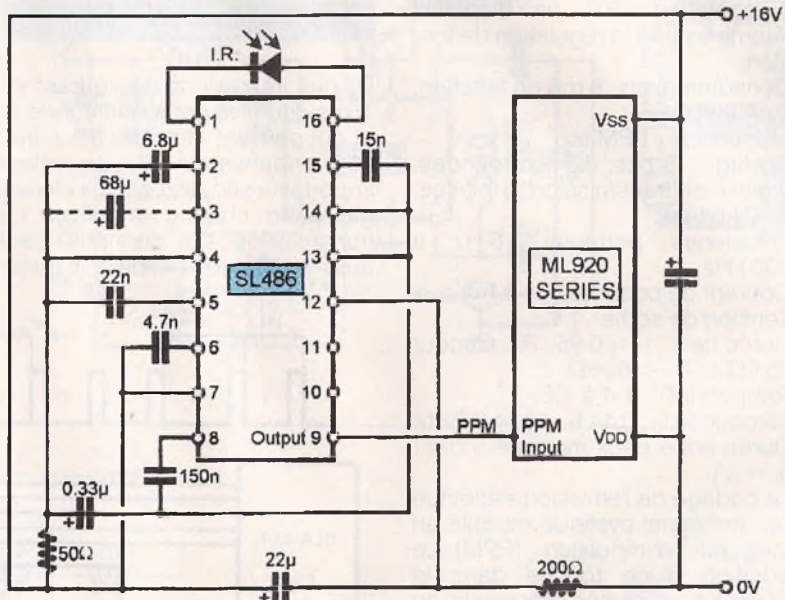 +16V
I.R.
1
16
VSS
6.8µ
+
2
15
15n
68µ
+
3
14
4
13
SL486
ML920
SERIES
+
22n
5
12
4.7n
6
11
7
10
8
Output 9
PPM
PPM
Input
VDD
150n
0.33µ
+
50Ω
22µ
+
200Ω
0V